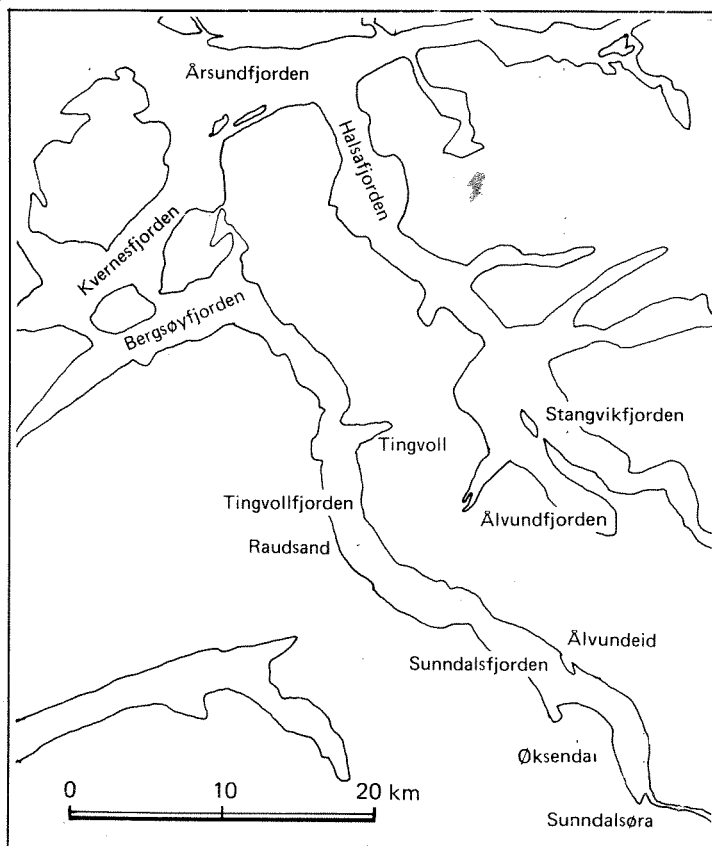 Årsundfjorden
Halsafjorden
Kvernesfjorden
Bergsøyfjorden
Stangvikfjorden
Tingvoll
Tingvollfjorden
Ålvundfjorden
Raudsand
Ålvundeid
Sunndalsfjorden
Øksendal
0 10 20 km
Sunndalsøra